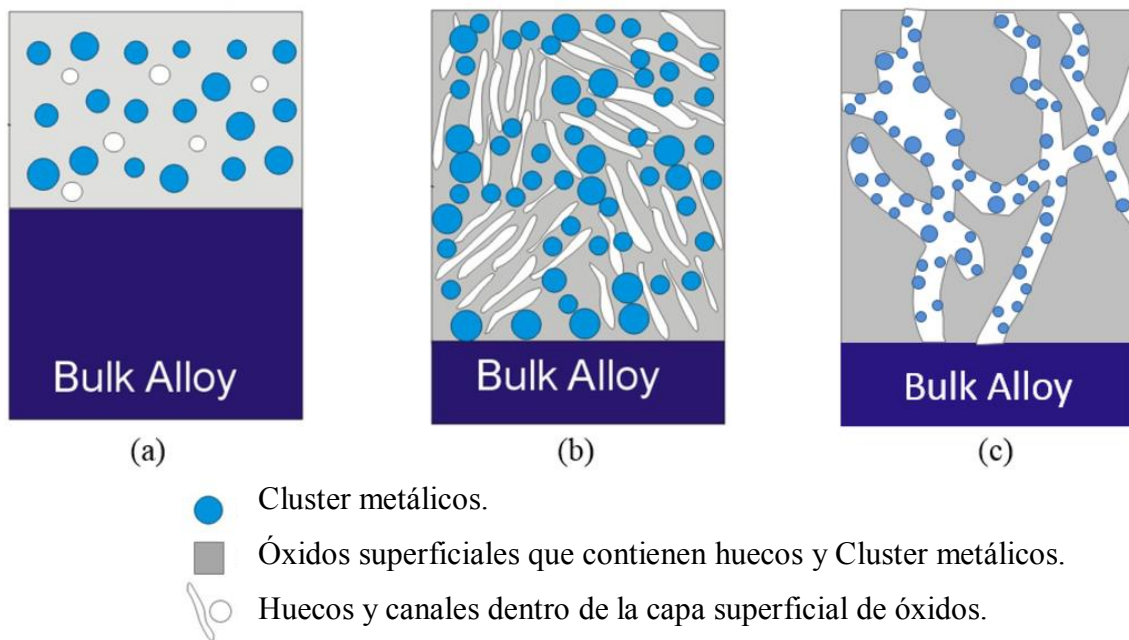 Bulk Alloy
Bulk Alloy
Bulk Alloy
(a)
(b)
(c)
Cluster metálicos.
Óxidos superficiales que contienen huecos y Cluster metálicos.
Huecos y canales dentro de la capa superficial de óxidos.